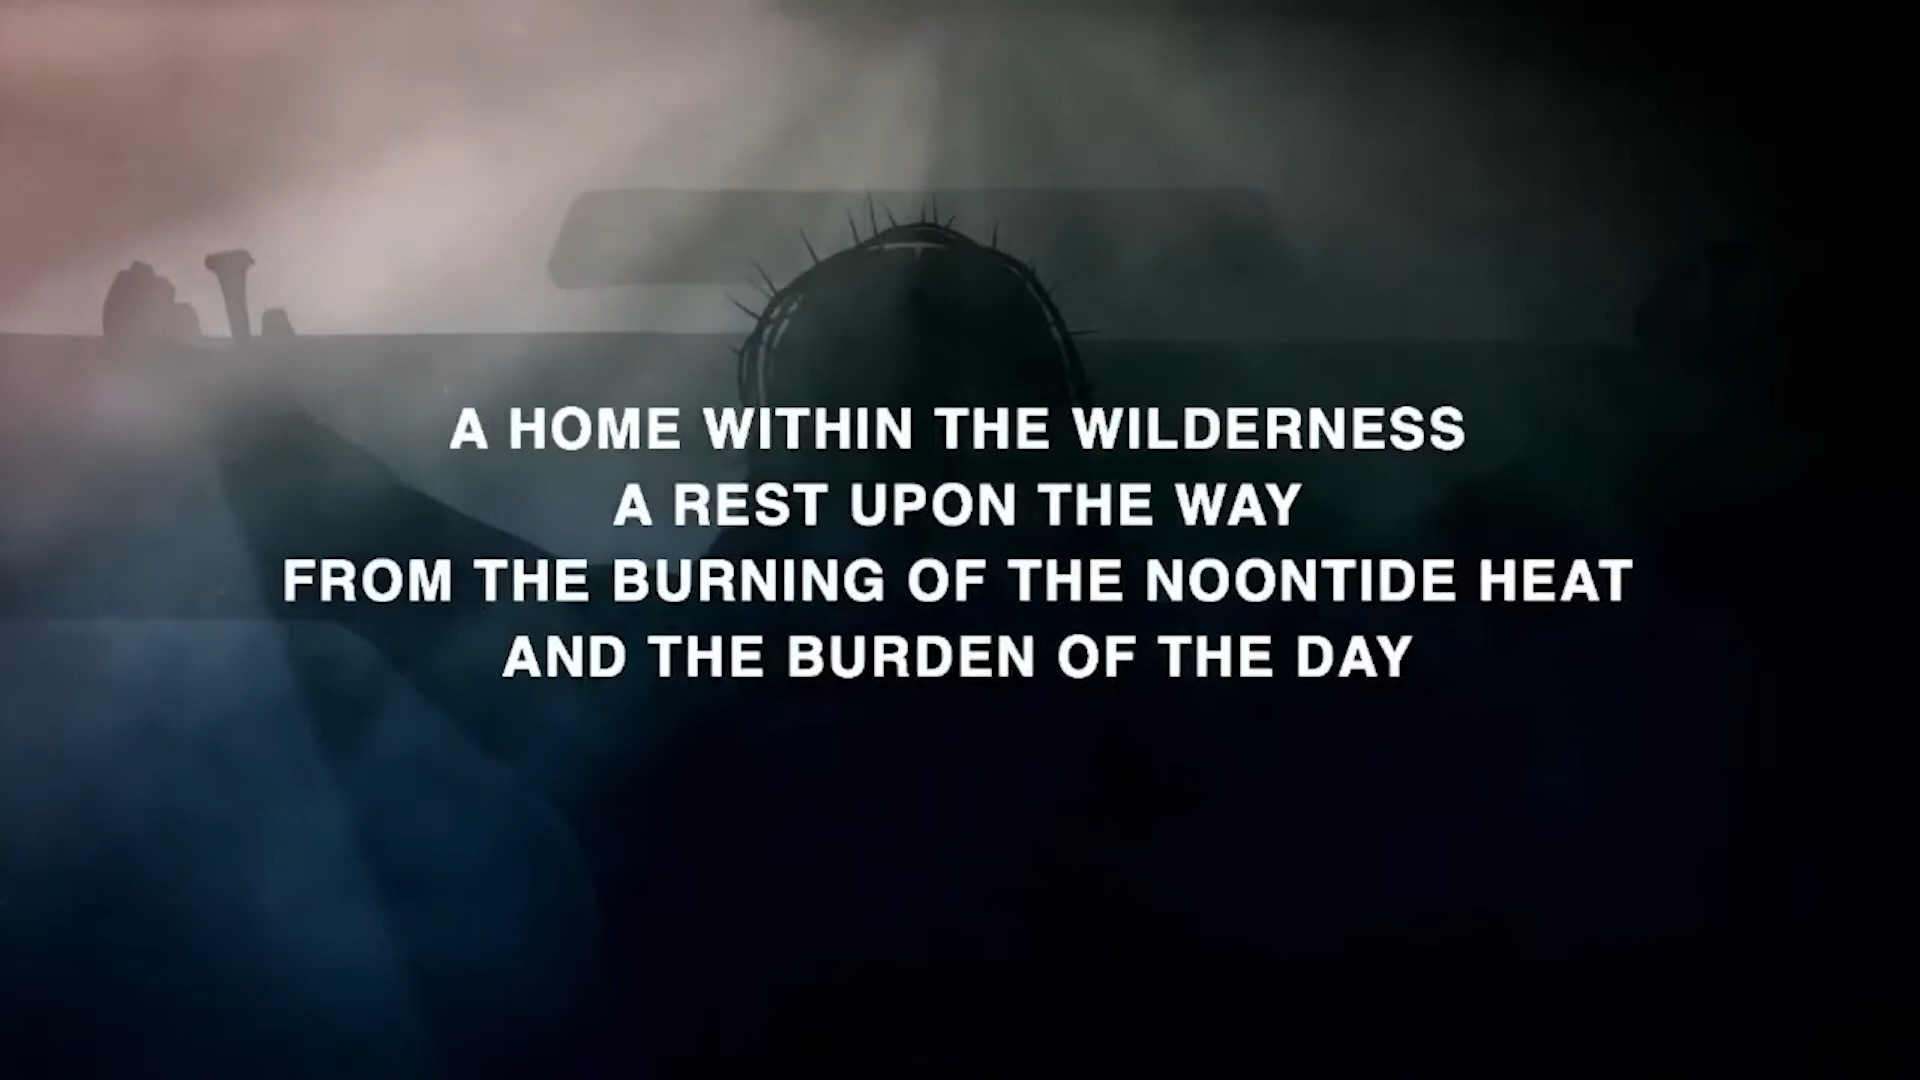 A HOME WITHIN THE WILDERNESS
A REST UPON THE WAY
FROM THE BURNING OF THE NOONTIDE HEAT
AND THE BURDEN OF THE DAY